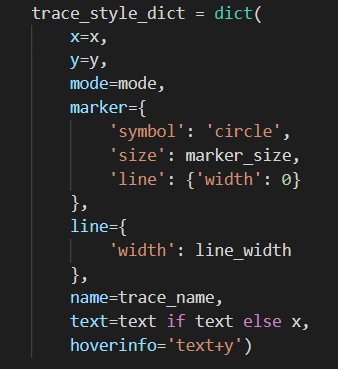 trace_style_dict = dict(
    x=x,
    y=y,
    mode=mode,
    marker={
        'symbol': 'circle',
        'size': marker_size,
        'line': {'width': 0}
    },
    line={
        'width': line_width
    },
    name=trace_name,
    text=text if text else x,
    hoverinfo='text+y')